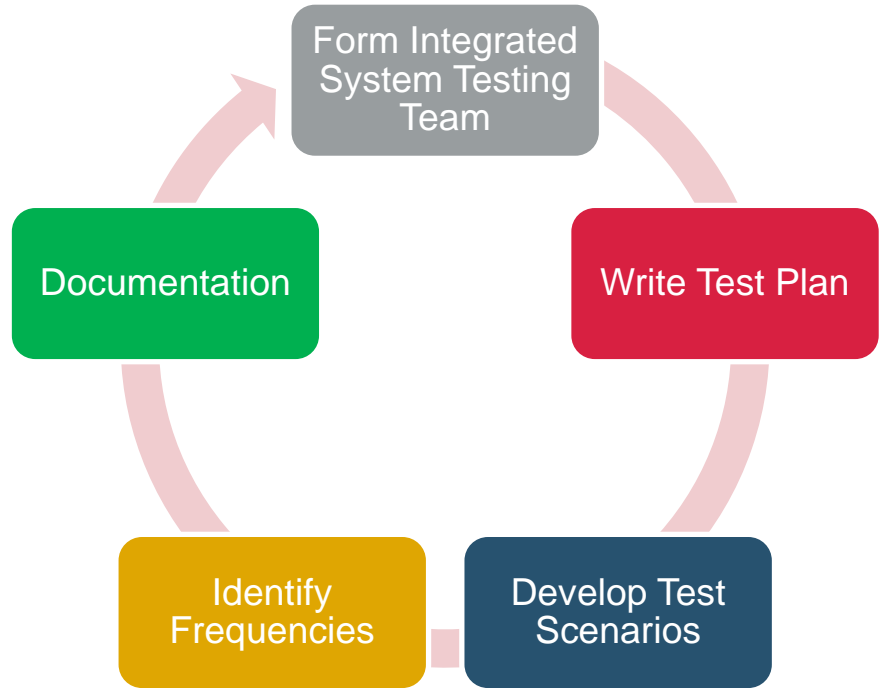 Form Integrated
System Testing
Team
Write Test Plan
Develop Test
Scenarios
Identify
Frequencies
Documentation